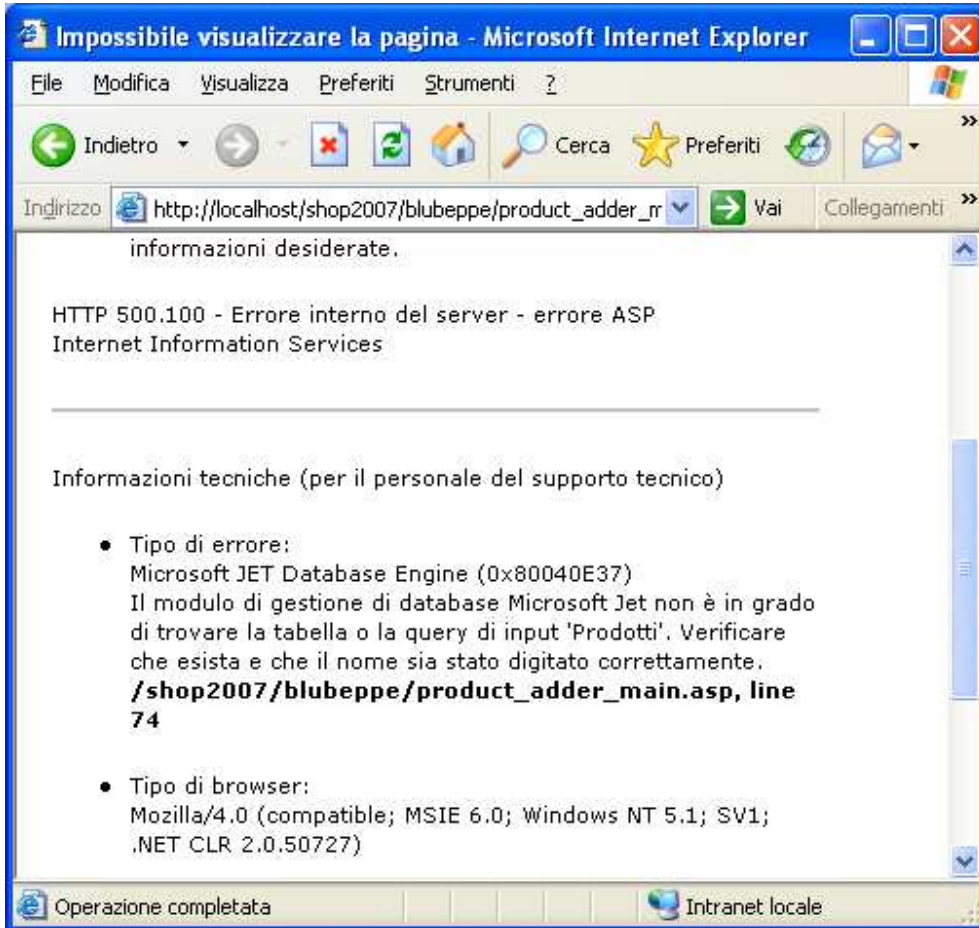 Impossibile visualizzare la pagina - Microsoft Internet Explorer
File Modifica Visualizza Preferiti Strumenti ?
Indietro Cerca Preferiti »
Indirizzo http://localhost/shop2007/blubeppe/product_adder_m Vai Collegamenti »
informazioni desiderate.
HTTP 500.100 - Errore interno del server - errore ASP
Internet Information Services
Informazioni tecniche (per il personale del supporto tecnico)
• Tipo di errore:
Microsoft JET Database Engine (0x80040E37)
Il modulo di gestione di database Microsoft Jet non è in grado
di trovare la tabella o la query di input 'Prodotti'. Verificare
che esista e che il nome sia stato digitato correttamente.
/shop2007/blubeppe/product_adder_main.asp, line
74
• Tipo di browser:
Mozilla/4.0 (compatible; MSIE 6.0; Windows NT 5.1; SV1;
.NET CLR 2.0.50727)
Operazione completata Intranet locale